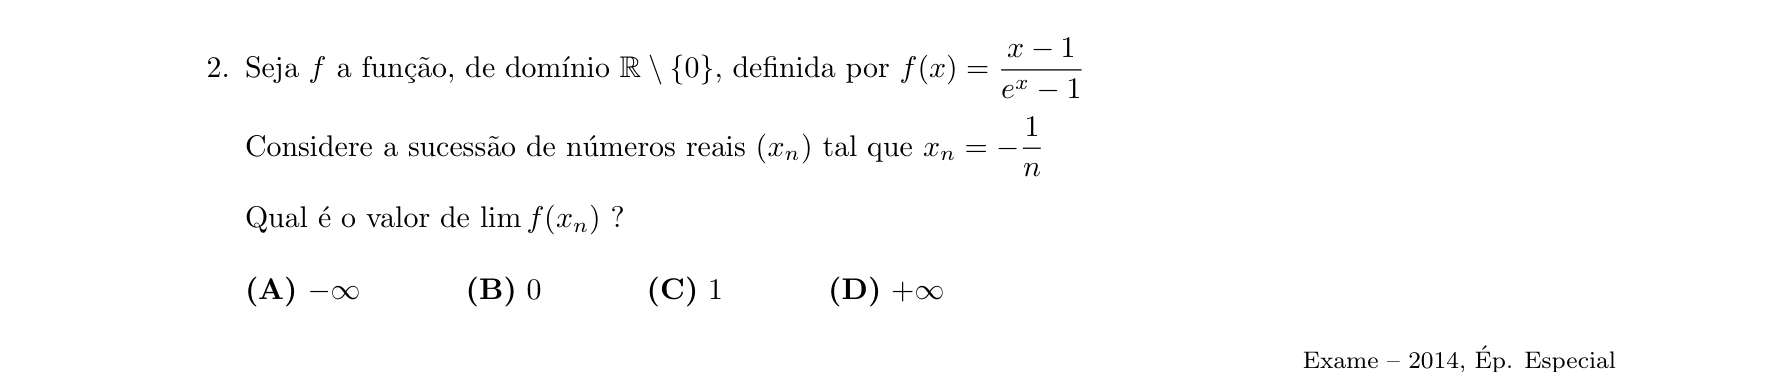 2. Seja f a função, de domínio ℝ \ {0}, definida por f(x) = (x − 1)/(e^x − 1)
Considere a sucessão de números reais (x_n) tal que x_n = −1/n
Qual é o valor de lim f(x_n) ?
(A) −∞ (B) 0 (C) 1 (D) +∞
Exame – 2014, Ép. Especial